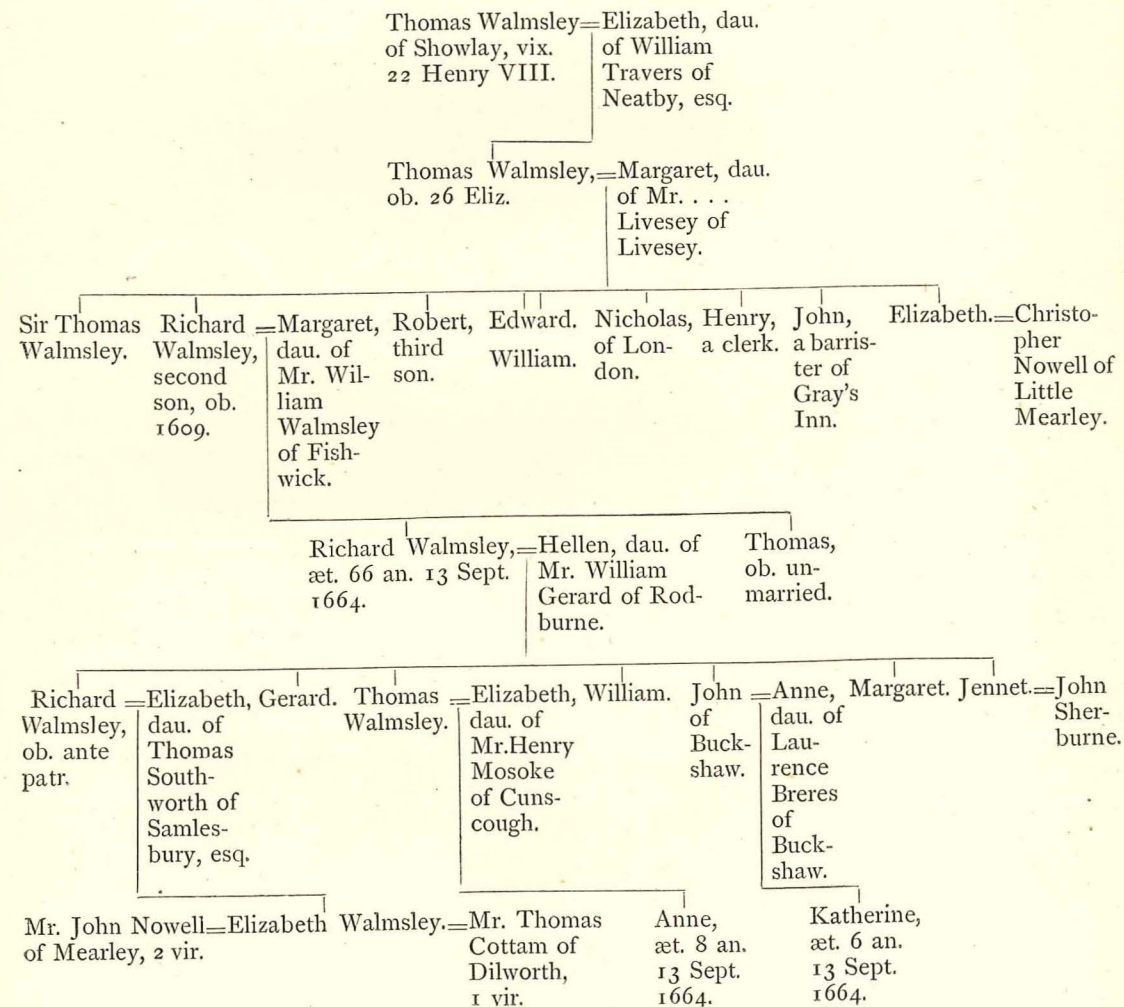 Thomas Walmsley=Elizabeth, dau.
of Showlay, vix. of William
22 Henry VIII. Travers of
Neatby, esq.
Thomas Walmsley,=Margaret, dau.
ob. 26 Eliz. of Mr. . . .
Livesey of
Livesey.
Sir Thomas
Walmsley.
Richard
Walmsley,
second
son, ob.
1609.
=Margaret,
dau. of
Mr. Wil-
liam
Walmsley
of Fish-
wick.
Robert,
third
son.
Edward.
William.
Nicholas,
of Lon-
don.
Henry,
a clerk.
John,
a barris-
ter of
Gray's
Inn.
Elizabeth.=Christo-
pher
Nowell of
Little
Mearley.
Richard Walmsley,=Hellen, dau. of
æt. 66 an. 13 Sept. Mr. William
1664. Gerard of Rod-
burne.
Thomas,
ob. un-
married.
Richard
Walmsley,
ob. ante
patr.
=Elizabeth,
dau. of
Thomas
South-
worth of
Samles-
bury, esq.
Gerard.
Thomas
Walmsley.
=Elizabeth,
dau. of
Mr. Henry
Mosoke
of Cuns-
cough.
William.
John
of
Buck-
shaw.
=Anne,
dau. of
Lau-
rence
Breres
of
Buck-
shaw.
Margaret.
Jennet.=John
Sher-
burne.
Mr. John Nowell=Elizabeth Walmsley.=Mr. Thomas
of Mearley, 2 vir. Cottam of
Dilworth,
1 vir.
Anne,
æt. 8 an.
13 Sept.
1664.
Katherine,
æt. 6 an.
13 Sept.
1664.